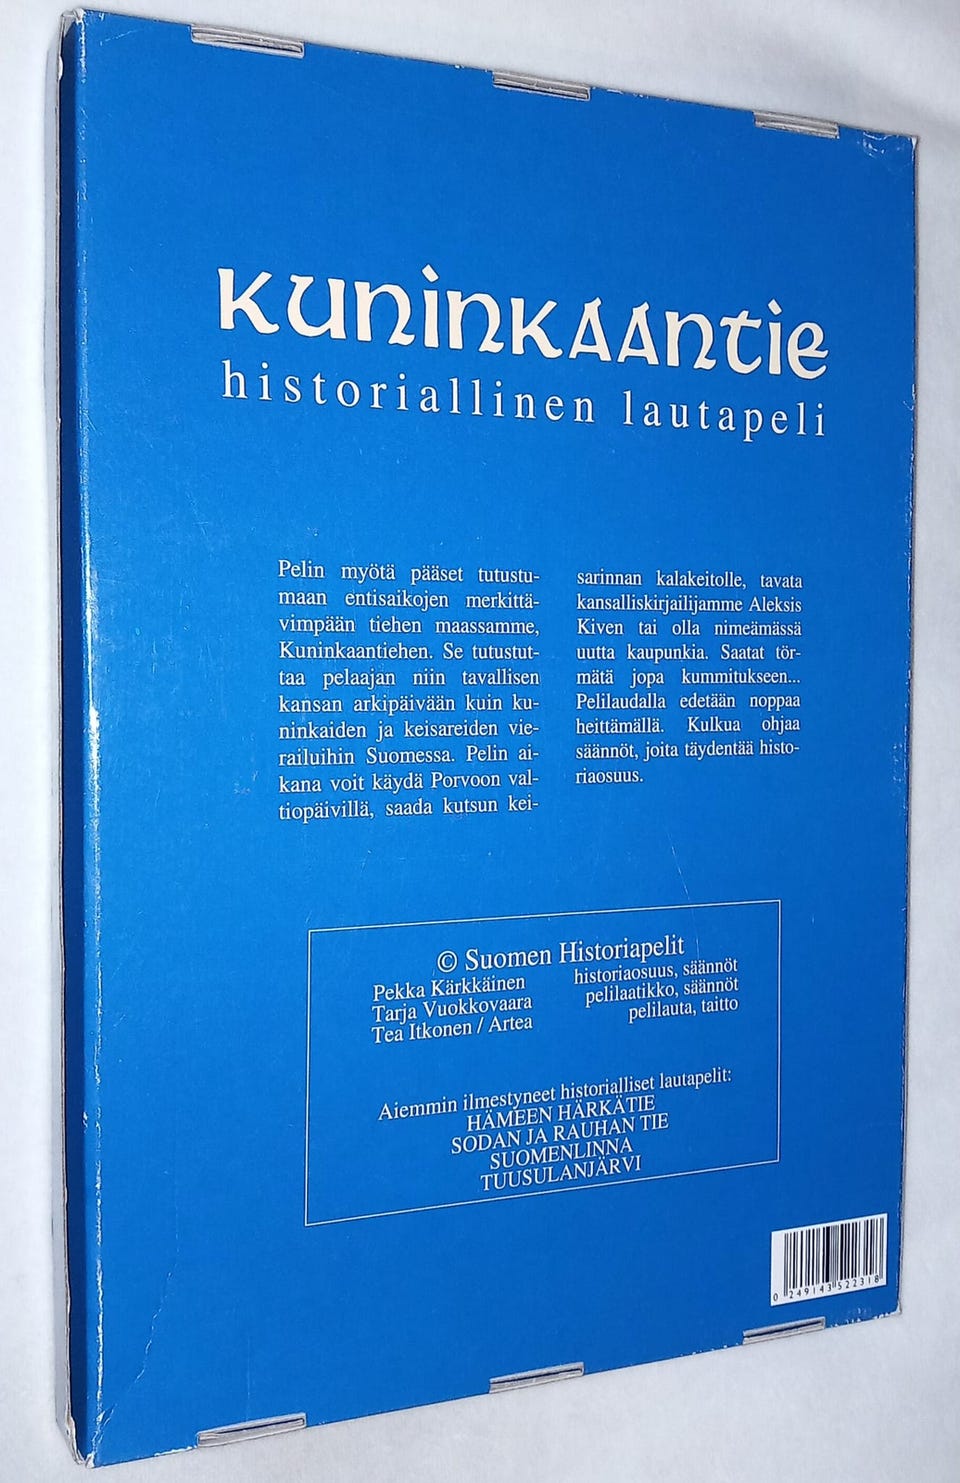 KUNINKAANTIE
historiallinen lautapeli
Pelin myötä pääset tutustu-
maan entisaikojen merkittä-
vimpään tiehen maassamme,
Kuninkaantiehen. Se tutustut-
taa pelaajan niin tavallisen
kansan arkipäivään kuin ku-
ninkaiden ja keisareiden vie-
railuihin Suomessa. Pelin ai-
kana voit käydä Porvoon val-
tiopäivillä, saada kutsun kei-
sarinnan kalakeitolle, tavata
kansalliskirjailijamme Aleksis
Kiven tai olla nimeämässä
uutta kaupunkia. Saatat tör-
mätä jopa kummitukseen...
Pelilaudalla edetään noppaa
heittämällä. Kulkua ohjaa
säännöt, joita täydentää histo-
riaosuus.
© Suomen Historiapelit
Pekka Kärkkäinen historiaosuus, säännöt
Tarja Vuokkovaara pelilaatikko, säännöt
Tea Itkonen / Artea pelilauta, taitto
Aiemmin ilmestyneet historialliset lautapelit:
HÄMEEN HÄRKÄTIE
SODAN JA RAUHAN TIE
SUOMENLINNA
TUUSULANJÄRVI
0 249143 522318